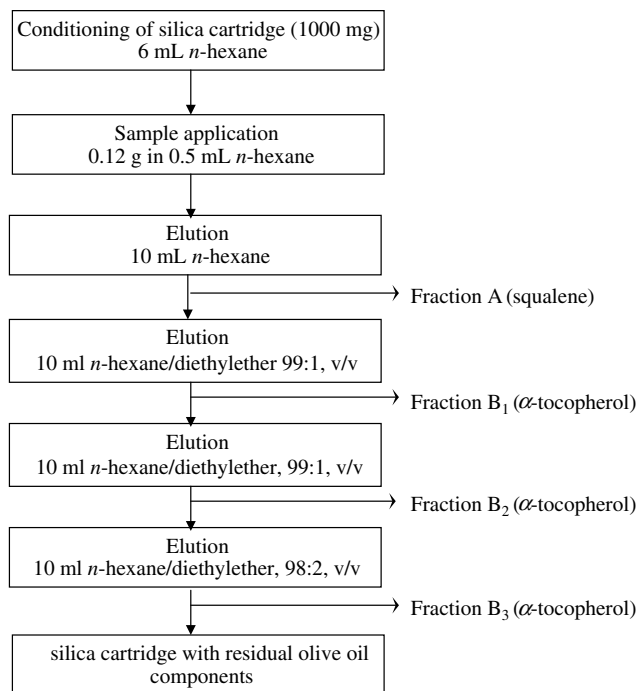 Conditioning of silica cartridge (1000 mg)
6 mL n-hexane
Sample application
0.12 g in 0.5 mL n-hexane
Elution
10 mL n-hexane
Fraction A (squalene)
Elution
10 ml n-hexane/diethylether 99:1, v/v
Fraction B₁ (α-tocopherol)
Elution
10 ml n-hexane/diethylether, 99:1, v/v
Fraction B₂ (α-tocopherol)
Elution
10 ml n-hexane/diethylether, 98:2, v/v
Fraction B₃ (α-tocopherol)
silica cartridge with residual olive oil
components